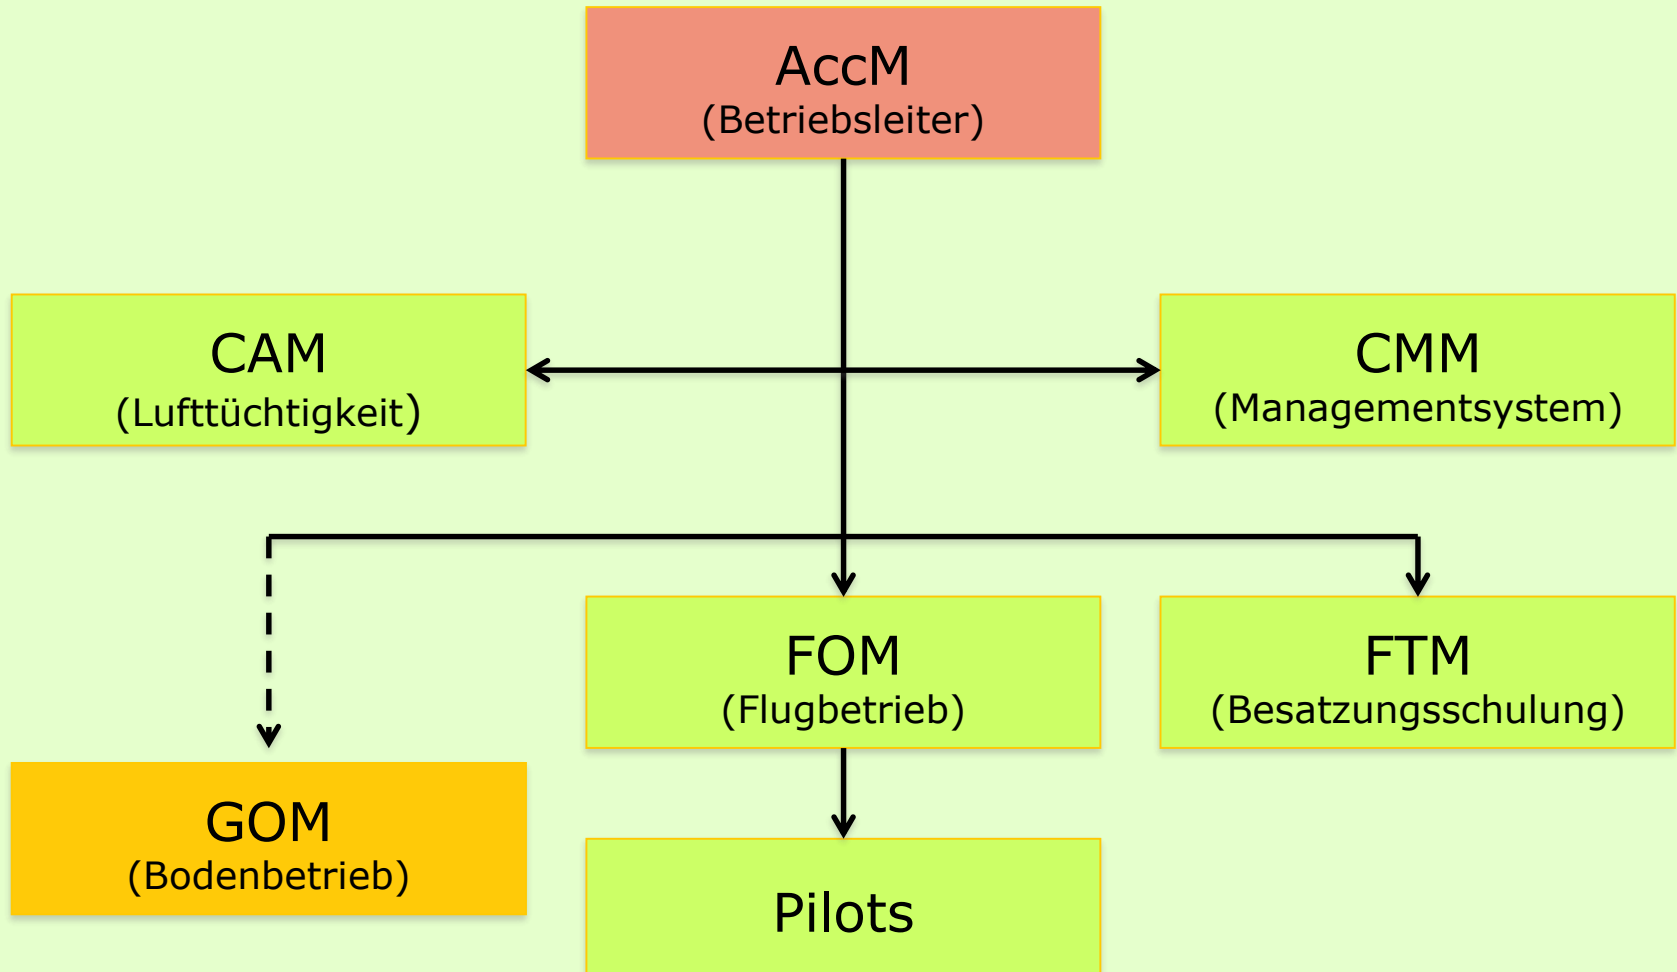 AccM
(Betriebsleiter)
CAM
(Lufttüchtigkeit)
CMM
(Managementsystem)
FOM
(Flugbetrieb)
FTM
(Besatzungsschulung)
GOM
(Bodenbetrieb)
Pilots